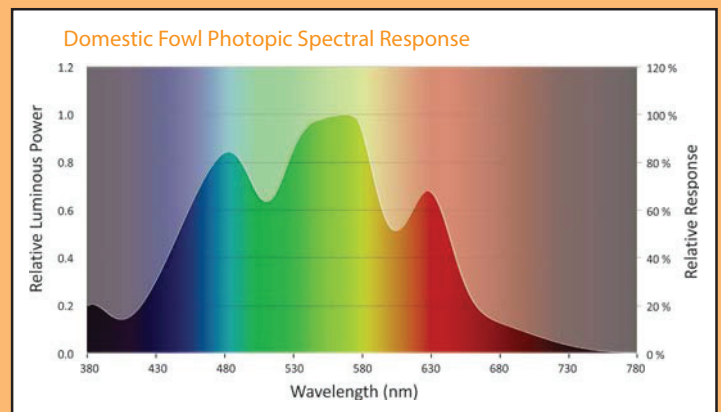 Domestic Fowl Photopic Spectral Response
1.2
1.0
0.8
0.6
0.4
0.2
0.0
Relative Luminous Power
120 %
100 %
80 %
60 %
40 %
20 %
0 %
Relative Response
380 430 480 530 580 630 680 730 780
Wavelength (nm)